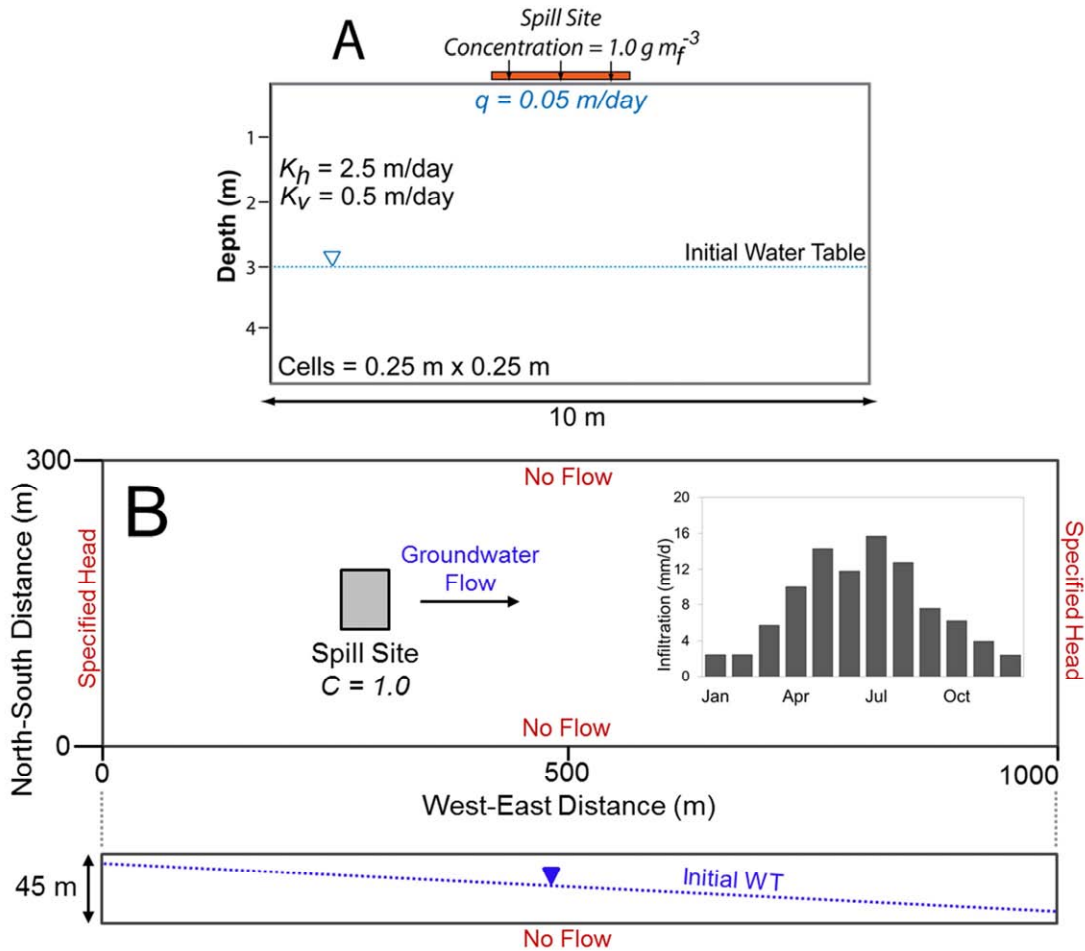 A
Spill Site
Concentration = 1.0 g m_f^-3
q = 0.05 m/day
Depth (m)
1
K_h = 2.5 m/day
K_v = 0.5 m/day
2
Initial Water Table
3
4
Cells = 0.25 m x 0.25 m
10 m
B
North-South Distance (m)
300
0
Specified Head
No Flow
Groundwater
Flow
Spill Site
C = 1.0
No Flow
Specified Head
Infiltration (mm/d)
20
16
12
8
4
0
Jan Apr Jul Oct
0 500 1000
West-East Distance (m)
45 m
Initial WT
No Flow